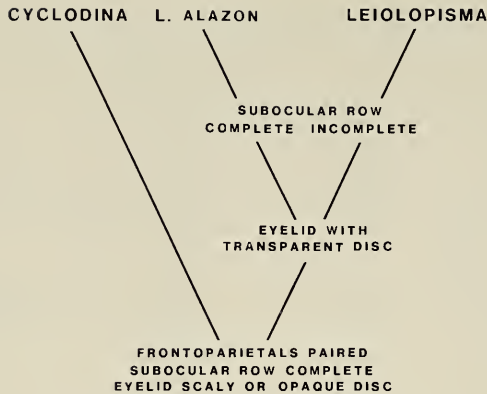 CYCLODINA L. ALAZON LEIOLOPISMA
SUBOCULAR ROW
COMPLETE INCOMPLETE
EYELID WITH
TRANSPARENT DISC
FRONTOPARIETALS PAIRED
SUBOCULAR ROW COMPLETE
EYELID SCALY OR OPAQUE DISC